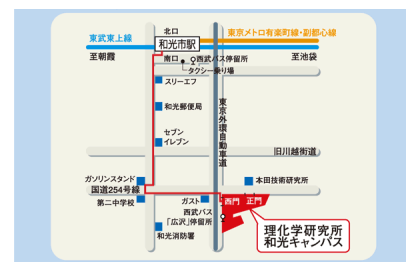 北口
東武東上線
東京メトロ有楽町線・副都心線
和光市駅
至朝霞
南口
西武バス停留所
至池袋
タクシー乗り場
スリーエフ
和光郵便局
東京外環自動車道
セブン
イレブン
旧川越街道
ガソリンスタンド
国道254号線
本田技術研究所
第二中学校
ガスト
西門
正門
西武バス
「広沢」停留所
和光消防署
理化学研究所
和光キャンパス